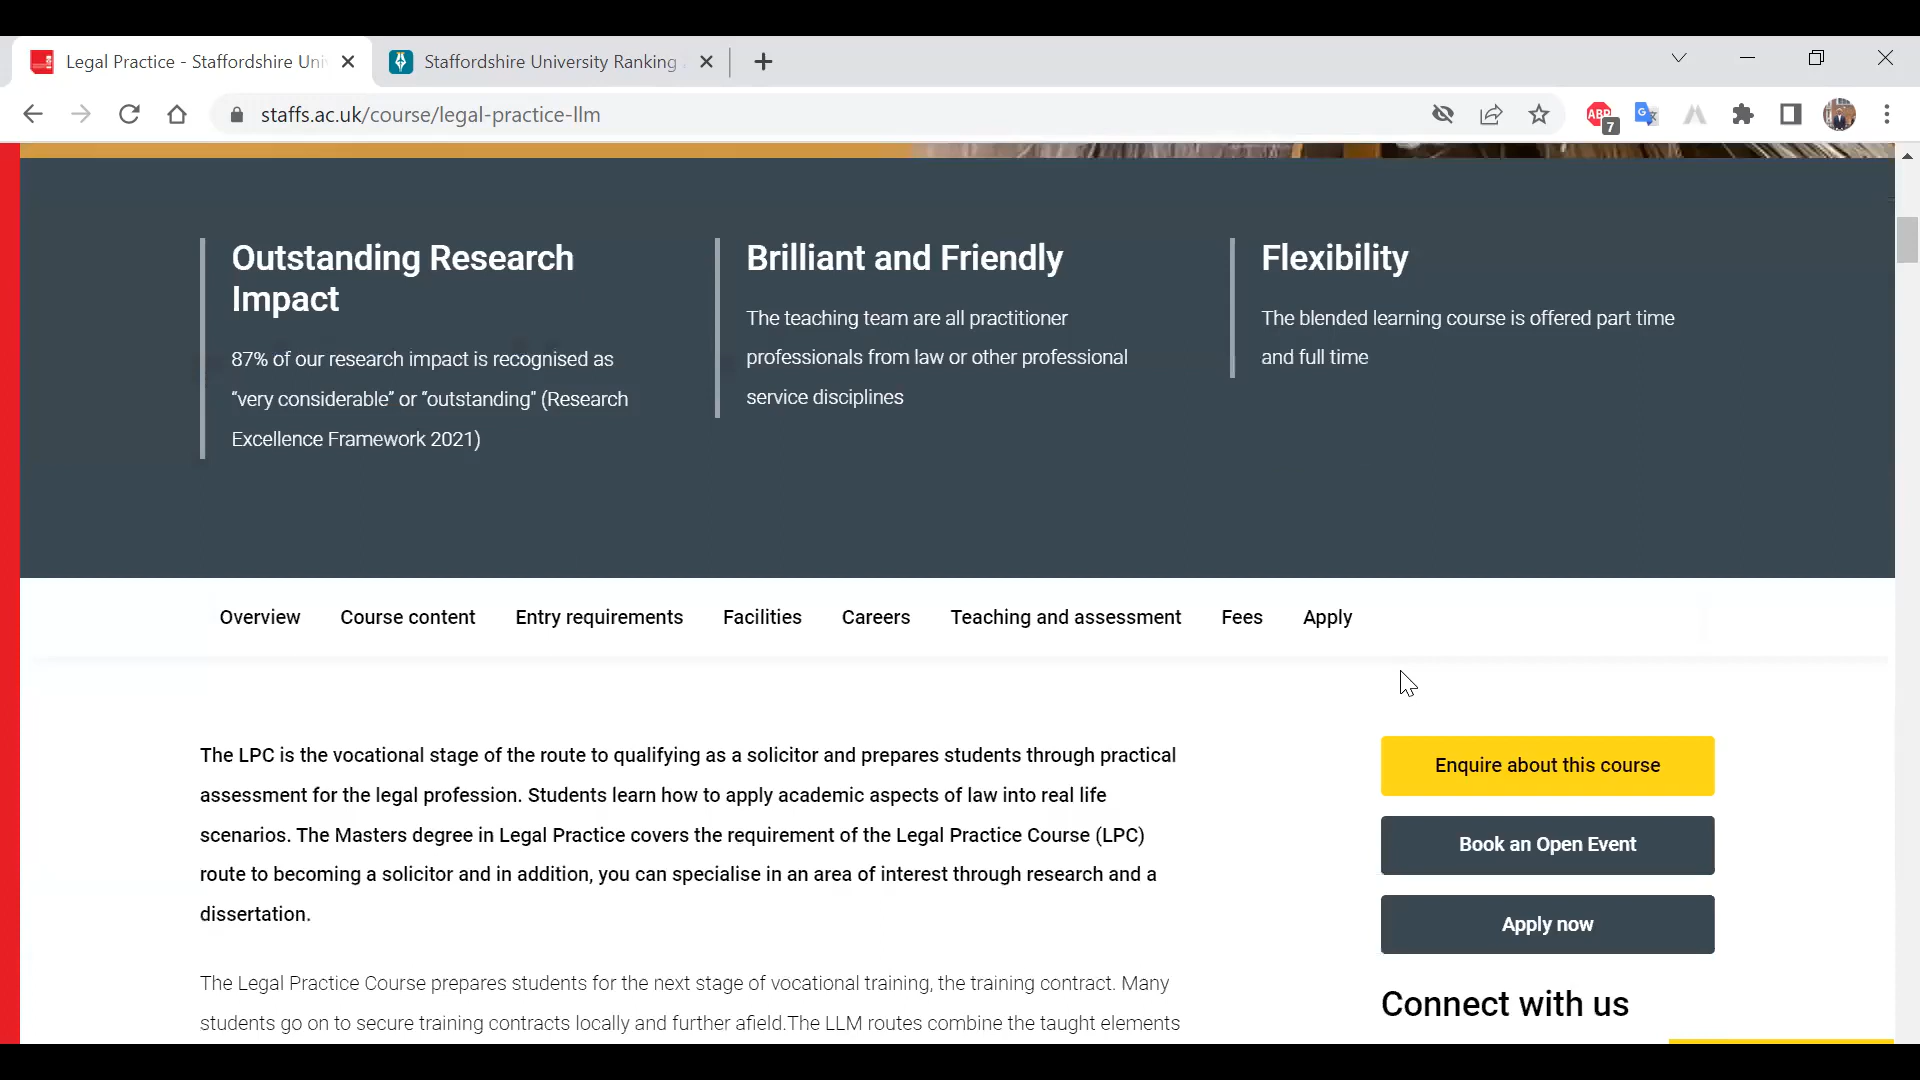 Legal Practice - Staffordshire Uni
Staffordshire University Ranking
staffs.ac.uk/course/legal-practice-llm
ABP
7
G
Outstanding Research
Impact
87% of our research impact is recognised as
“very considerable” or “outstanding" (Research
Excellence Framework 2021)
Brilliant and Friendly
The teaching team are all practitioner
professionals from law or other professional
service disciplines
Flexibility
The blended learning course is offered part time
and full time
Overview Course content Entry requirements Facilities Careers Teaching and assessment Fees Apply
The LPC is the vocational stage of the route to qualifying as a solicitor and prepares students through practical
assessment for the legal profession. Students learn how to apply academic aspects of law into real life
scenarios. The Masters degree in Legal Practice covers the requirement of the Legal Practice Course (LPC)
route to becoming a solicitor and in addition, you can specialise in an area of interest through research and a
dissertation.
The Legal Practice Course prepares students for the next stage of vocational training, the training contract. Many
students go on to secure training contracts locally and further afield.The LLM routes combine the taught elements
Enquire about this course
Book an Open Event
Apply now
Connect with us